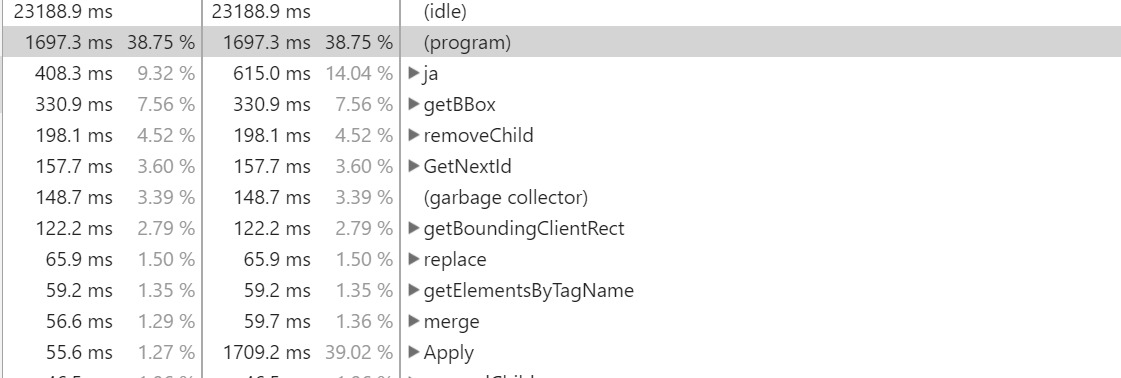 23188.9 ms 23188.9 ms (idle)
1697.3 ms 38.75 % 1697.3 ms 38.75 % (program)
408.3 ms 9.32 % 615.0 ms 14.04 % ja
330.9 ms 7.56 % 330.9 ms 7.56 % getBBox
198.1 ms 4.52 % 198.1 ms 4.52 % removeChild
157.7 ms 3.60 % 157.7 ms 3.60 % GetNextId
148.7 ms 3.39 % 148.7 ms 3.39 % (garbage collector)
122.2 ms 2.79 % 122.2 ms 2.79 % getBoundingClientRect
65.9 ms 1.50 % 65.9 ms 1.50 % replace
59.2 ms 1.35 % 59.2 ms 1.35 % getElementsByTagName
56.6 ms 1.29 % 59.7 ms 1.36 % merge
55.6 ms 1.27 % 1709.2 ms 39.02 % Apply